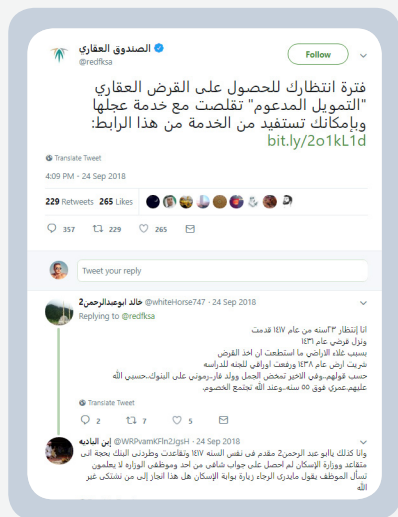 الصندوق العقاري
@redfksa
Follow
فترة انتظارك للحصول على القرض العقاري
"التمويل المدعوم" تقلصت مع خدمة عجلها
وبإمكانك تستفيد من الخدمة من هذا الرابط:
bit.ly/2o1kL1d
Translate Tweet
4:09 PM - 24 Sep 2018
229 Retweets 265 Likes
357 229 265
Tweet your reply
خالد ابوعبدالرحمن2 @whiteHorse747 · 24 Sep 2018
Replying to @redfksa
انا إنتظار ٢٣سنه من عام ١٤١٧ قدمت
ونزل قرضي عام ١٤٣١
بسبب غلاء الاراضي ما استطعت ان اخذ القرض
شريت ارض عام ١٤٣٨ ورفعت اوراقي للجنه للدراسه
حسب قولهم..وفي الاخير تمخض الجمل وولد فار..رموني على البنوك..حسبي الله
عليهم.عمري فوق ٥٥ سنه..وعند الله تجتمع الخصوم.
Translate Tweet
2 7 5
إبن الباديه @WRPvamKFln2JgsH · 24 Sep 2018
وانا كذلك ياابو عبد الرحمن2 مقدم في نفس السنه ١٤١٧ وتقاعدت وطردني البنك بحجة اني
متقاعد ووزارة الإسكان لم احصل على جواب شافي من احد وموظفي الوزاره لا يعلمون
تسأل الموظف يقول مايدري الرجاء زيارة بوابة الإسكان هل هذا انجاز إلى من نشتكي غير
الله